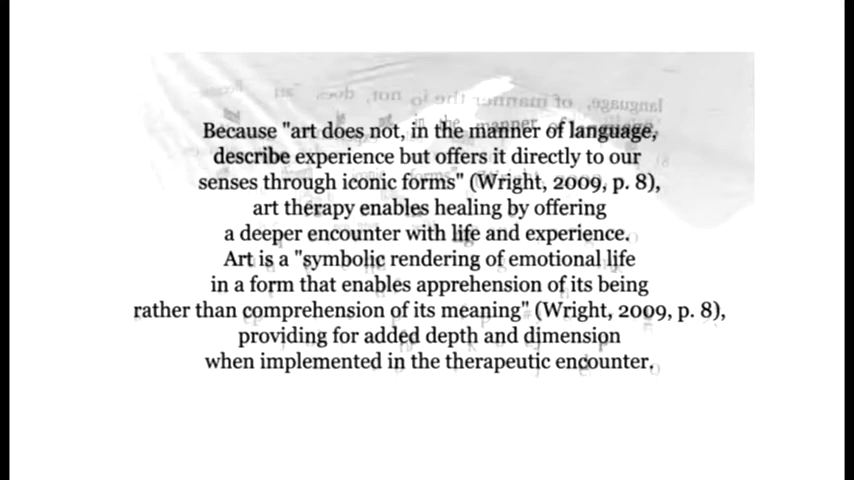 Because "art does not, in the manner of language,
describe experience but offers it directly to our
senses through iconic forms" (Wright, 2009, p. 8),
art therapy enables healing by offering
a deeper encounter with life and experience.
Art is a "symbolic rendering of emotional life
in a form that enables apprehension of its being
rather than comprehension of its meaning" (Wright, 2009, p. 8),
providing for added depth and dimension
when implemented in the therapeutic encounter.